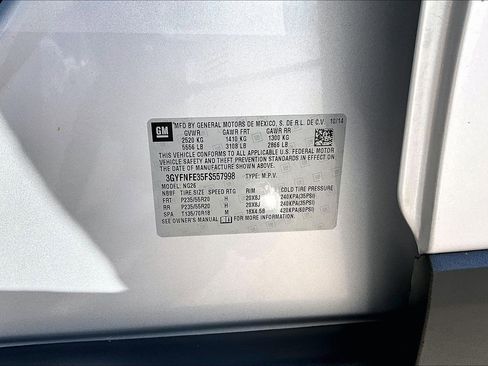 GM
MFD BY GENERAL MOTORS DE MEXICO, S. DE R.L. DE C.V. 10/14
GVWR GAWR FRT GAWR RR
2520 KG 1410 KG 1300 KG
5556 LB 3108 LB 2866 LB
THIS VEHICLE CONFORMS TO ALL APPLICABLE U.S. FEDERAL
MOTOR VEHICLE SAFETY, BUMPER, AND THEFT PREVENTION
STANDARDS IN EFFECT ON THE DATE OF MANUFACTURE SHOWN
ABOVE.
3GYFNFE35FS557998 TYPE: M.P.V.
MODEL: NG26
NBBF TIRE SIZE SPEED RTG RIM COLD TIRE PRESSURE
FRT P235/55R20 H 20X8J 240KPA(35PSI)
RR P235/55R20 H 20X8J 240KPA(35PSI)
SPA T135/70R18 M 18X4.5B 420KPA(60PSI)
SEE OWNER'S MANUAL FOR MORE INFORMATION.